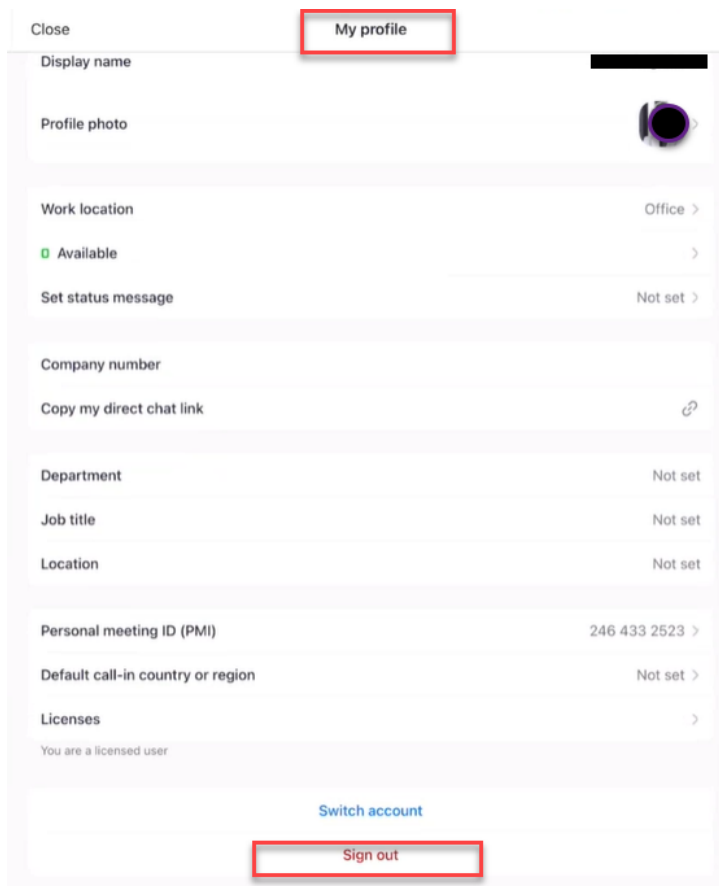 Close My profile
Display name
Profile photo
Work location Office
Available
Set status message Not set
Company number
Copy my direct chat link
Department Not set
Job title Not set
Location Not set
Personal meeting ID (PMI) 246 433 2523
Default call-in country or region Not set
Licenses
You are a licensed user
Switch account
Sign out